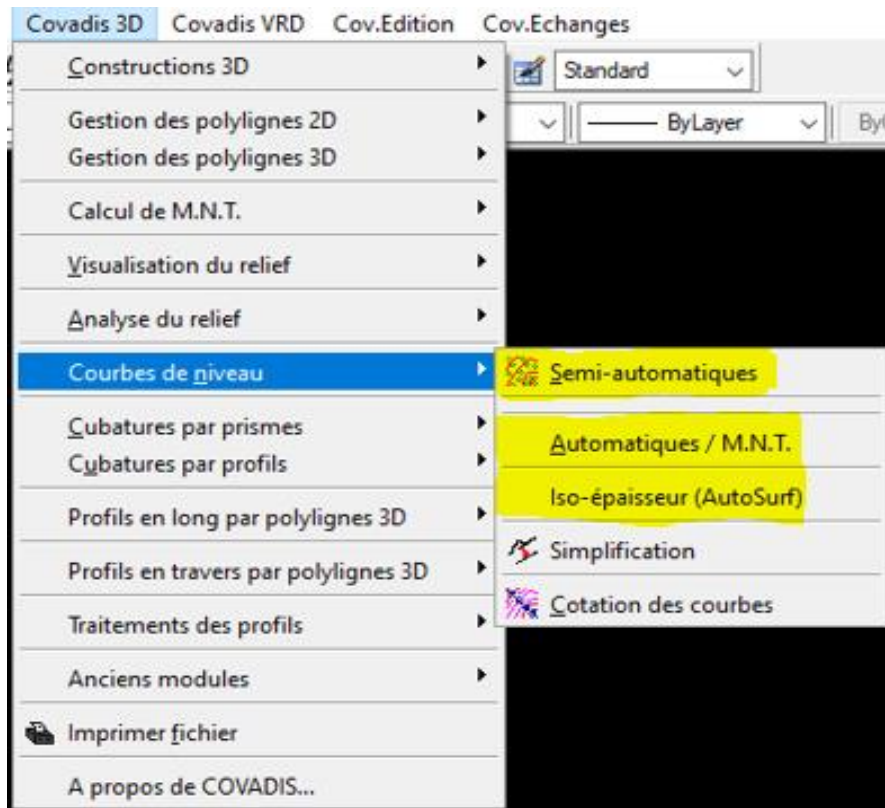 Covadis 3D Covadis VRD Cov.Edition Cov.Echanges
Constructions 3D
Standard
Gestion des polylignes 2D
ByLayer
Gestion des polylignes 3D
Calcul de M.N.T.
Visualisation du relief
Analyse du relief
Courbes de niveau
Semi-automatiques
Automatiques / M.N.T.
Iso-épaisseur (AutoSurf)
Simplification
Cotation des courbes
Cubatures par prismes
Cubatures par profils
Profils en long par polylignes 3D
Profils en travers par polylignes 3D
Traitements des profils
Anciens modules
Imprimer fichier
A propos de COVADIS...